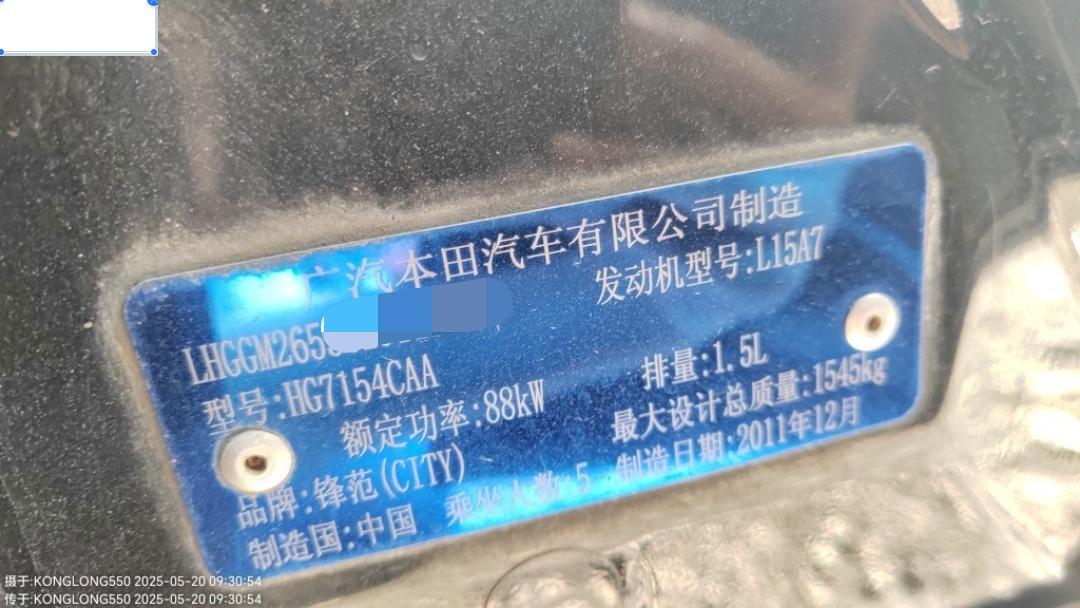 广汽本田汽车有限公司制造
LHGGM265
发动机型号:L15A7
型号:HG7154CAA
排量:1.5L
额定功率:88kW
最大设计总质量:1545kg
品牌:锋范(CITY)
乘坐人数:5
制造日期:2011年12月
制造国:中国
摄于:KONGLONG550 2025-05-20 09:30:54
传于:KONGLONG550 2025-05-20 09:30:54